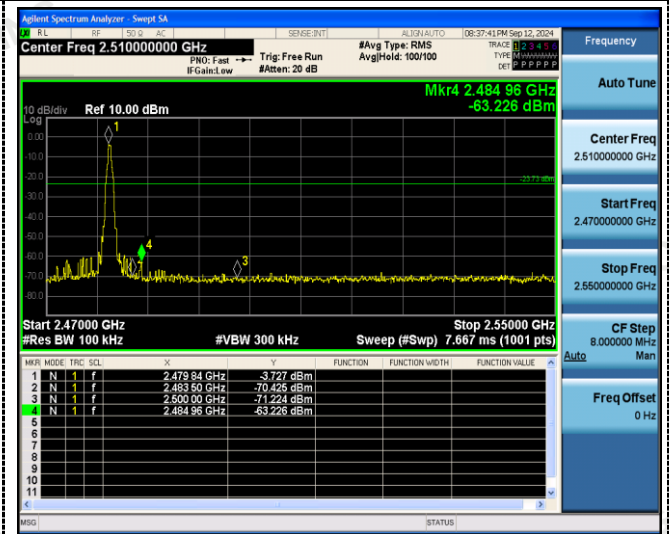 Agilent Spectrum Analyzer - Swept SA
RL RF 50 Ω AC SENSE:INT ALIGN AUTO 08:37:41 PM Sep 12, 2024
Center Freq 2.510000000 GHz #Avg Type: RMS TRACE 1 2 3 4 5 6
PNO: Fast Trig: Free Run Avg|Hold: 100/100 TYPE M
IFGain:Low #Atten: 20 dB DET P P P P P P
Mkr4 2.484 96 GHz
-63.226 dBm
10 dB/div Ref 10.00 dBm
Log
0.00
-10.0
-20.0
-30.0
-40.0
-50.0
-60.0
-70.0
-80.0
1
-23.73 dBm
4
3
Start 2.47000 GHz Stop 2.55000 GHz
#Res BW 100 kHz #VBW 300 kHz Sweep (#Swp) 7.667 ms (1001 pts)
MKR MODE TRC SCL X Y FUNCTION FUNCTION WIDTH FUNCTION VALUE
1 N 1 f 2.479 84 GHz -3.727 dBm
2 N 1 f 2.483 50 GHz -70.425 dBm
3 N 1 f 2.500 00 GHz -71.224 dBm
4 N 1 f 2.484 96 GHz -63.226 dBm
5
6
7
8
9
10
11
MSG STATUS
Frequency
Auto Tune
Center Freq
2.510000000 GHz
Start Freq
2.470000000 GHz
Stop Freq
2.550000000 GHz
CF Step
8.000000 MHz
Auto Man
Freq Offset
0 Hz